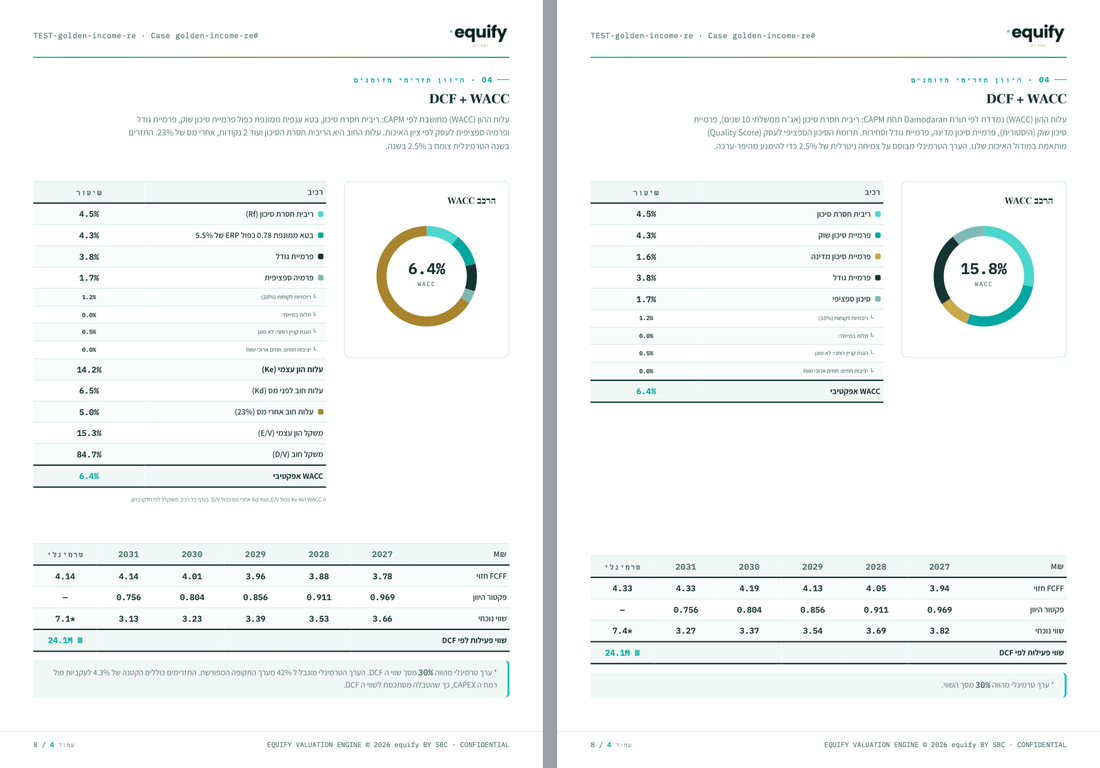 equify
BY SBC
TEST-golden-income-re · Case golden-income-re#
04 · היוון תזרימי מזומנים
DCF + WACC
עלות ההון (WACC) מחושבת לפי CAPM: ריבית חסרת סיכון, בטא ענפית ממונפת כפול פרמיית סיכון שוק, פרמיית גודל
ופרמיה ספציפית לעסק לפי ציון האיכות. עלות החוב היא הריבית חסרת הסיכון ועוד 2 נקודות, אחרי מס של 23%. התזרים
בשנה הטרמינלית צומח ב 2.5% בשנה.
הרכב WACC
6.4%
WACC
רכיב שיעור
ריבית חסרת סיכון (Rf) 4.5%
בטא ממונפת 0.78 כפול ERP של 5.5% 4.3%
פרמיית גודל 3.8%
פרמיה ספציפית 1.7%
└ ריכוזיות לקוחות (10%): 1.2%
└ תלות במייסד: 0.0%
└ הגנת קניין רוחני: לא מוגן 0.5%
└ יציבות חוזים: חוזים ארוכי טווח 0.0%
עלות הון עצמי (Ke) 14.2%
עלות חוב לפני מס (Kd) 6.5%
עלות חוב אחרי מס (23%) 5.0%
משקל הון עצמי (E/V) 15.3%
משקל חוב (D/V) 84.7%
WACC אפקטיבי 6.4%
ה WACC הוא Ke כפול E/V, ועוד Kd אחרי מס כפול D/V. בגרף כל רכיב משוקלל לפי חלקו בהון.
₪M 2027 2028 2029 2030 2031 טרמינלי
FCFF חזוי 3.78 3.88 3.96 4.01 4.14 4.14
פקטור היוון 0.969 0.911 0.856 0.804 0.756 —
שווי נוכחי 3.66 3.53 3.39 3.23 3.13 7.1*
שווי פעילות לפי DCF 24.1M ₪
* ערך טרמינלי מהווה 30% מסך שווי ה DCF. הערך הטרמינלי מוגבל ל 42% מערך התקופה המפורשת. התזרימים כוללים הקטנה של 4.3% לעקביות מול
רמת ה CAPEX, כך שהטבלה מסתכמת לשווי ה DCF.
EQUIFY VALUATION ENGINE © 2026 equify BY SBC · CONFIDENTIAL
עמוד 4 / 8
equify
BY SBC
TEST-golden-income-re · Case golden-income-re#
04 · היוון תזרימי מזומנים
DCF + WACC
עלות ההון (WACC) נמדדת לפי תורת Damodaran תחת CAPM: ריבית חסרת סיכון (אג״ח ממשלתי 10 שנים), פרמיית
סיכון שוק (היסטורית), פרמיית סיכון מדינה, פרמיית גודל וסחירות. תרומת הסיכון הספציפי לעסק (Quality Score)
מותאמת במודול האיכות שלנו. הערך הטרמינלי מבוסס על צמיחה ניטרלית של 2.5% כדי להימנע מהיפר-ערכה.
הרכב WACC
15.8%
WACC
רכיב שיעור
ריבית חסרת סיכון 4.5%
פרמיית סיכון שוק 4.3%
פרמיית סיכון מדינה 1.6%
פרמיית גודל 3.8%
סיכון ספציפי 1.7%
└ ריכוזיות לקוחות (10%): 1.2%
└ תלות במייסד: 0.0%
└ הגנת קניין רוחני: לא מוגן 0.5%
└ יציבות חוזים: חוזים ארוכי טווח 0.0%
WACC אפקטיבי 6.4%
₪M 2027 2028 2029 2030 2031 טרמינלי
FCFF חזוי 3.94 4.05 4.13 4.19 4.33 4.33
פקטור היוון 0.969 0.911 0.856 0.804 0.756 —
שווי נוכחי 3.82 3.69 3.54 3.37 3.27 7.4*
שווי פעילות לפי DCF 24.1M ₪
* ערך טרמינלי מהווה 30% מסך השווי.
EQUIFY VALUATION ENGINE © 2026 equify BY SBC · CONFIDENTIAL
עמוד 4 / 8